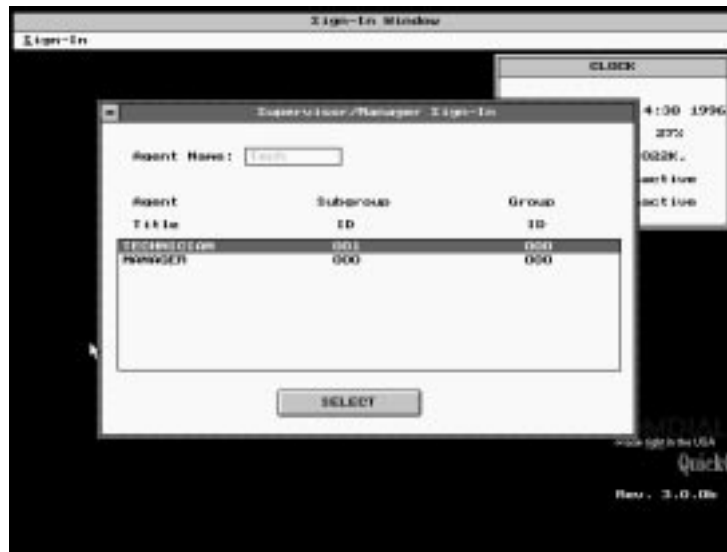 Sign-In Window
Sign-In
CLOCK
4:30 1996
27%
022K.
active
active
Supervisor/Manager Sign-In
Agent Name: Tech
Agent Subgroup Group
Title ID ID
TECHNICIAN 001 000
MANAGER 000 000
SELECT
right in the USA
Quick
Rev. 3.0.0b